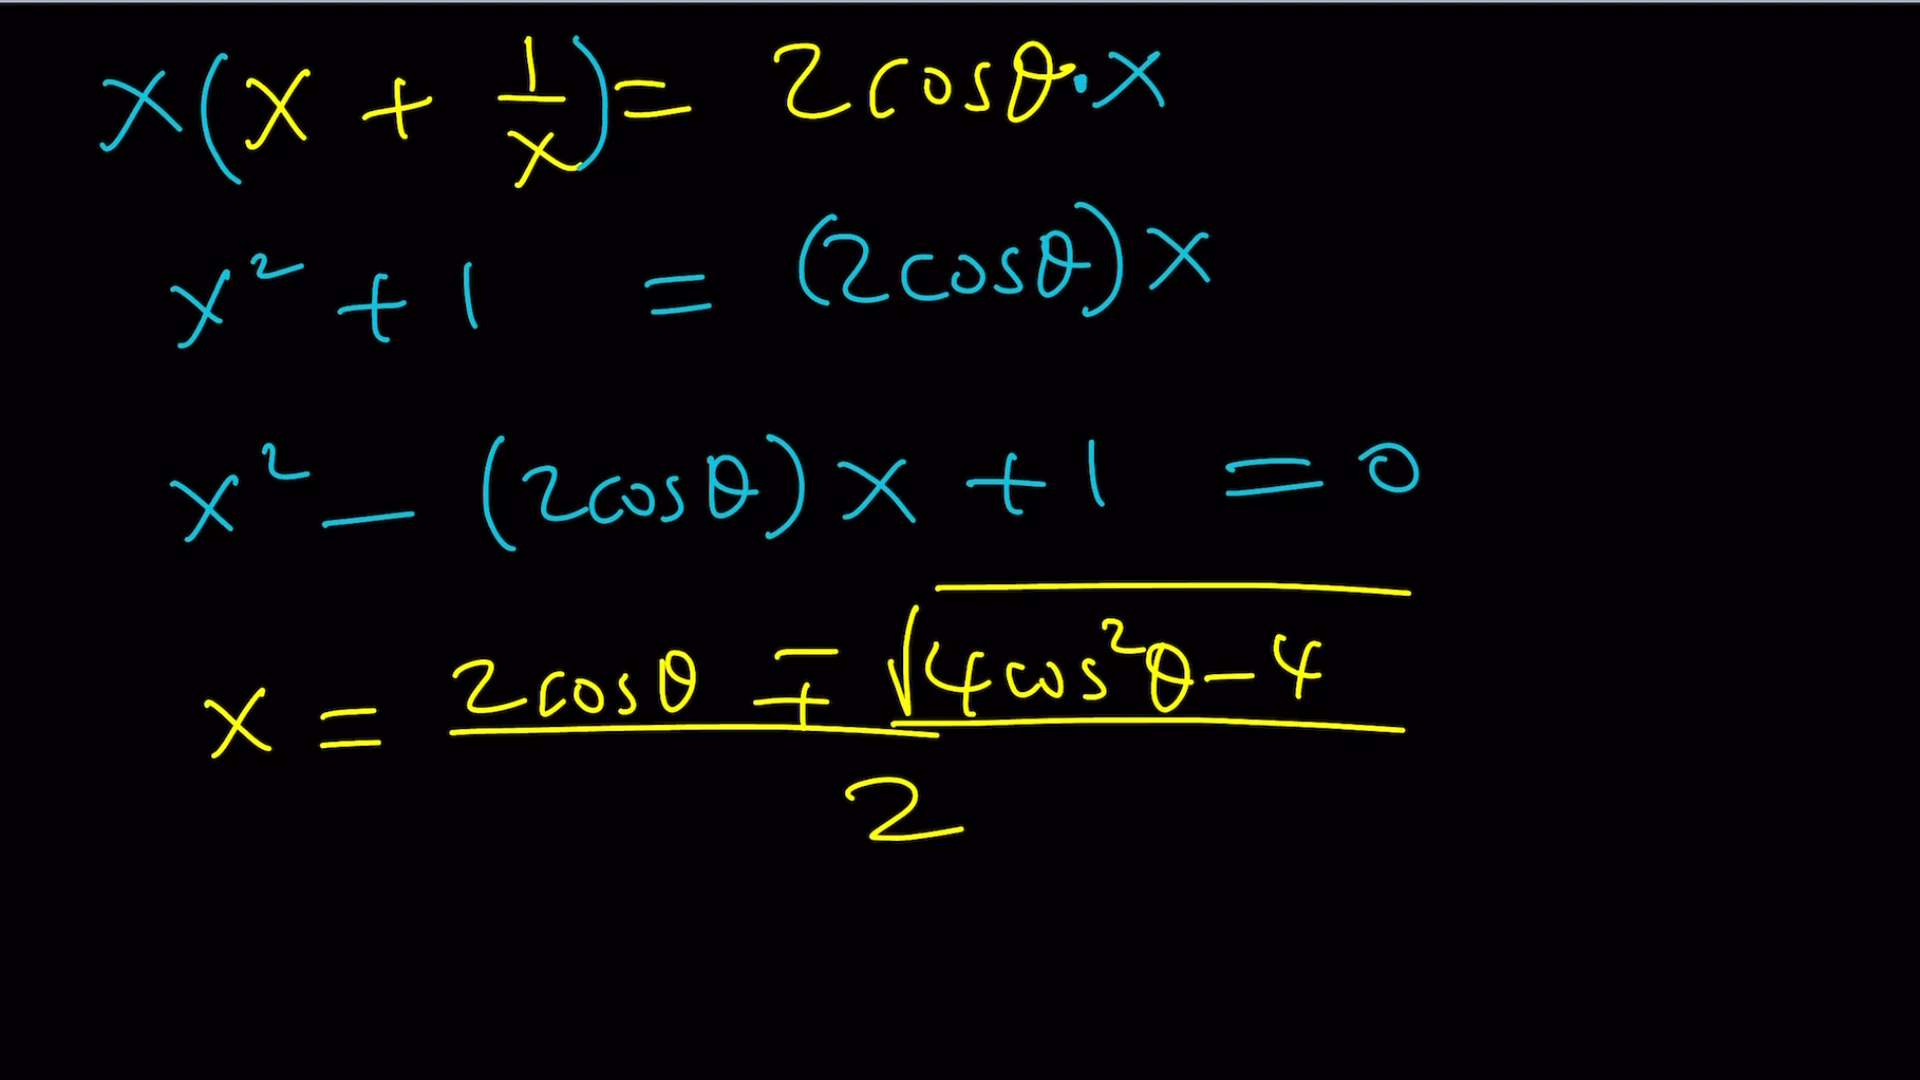 x(x + 1/x) = 2cosθ·x
x² + 1 = (2cosθ)x
x² - (2cosθ)x + 1 = 0
x = (2cosθ ∓ √(4cos²θ-4))/2